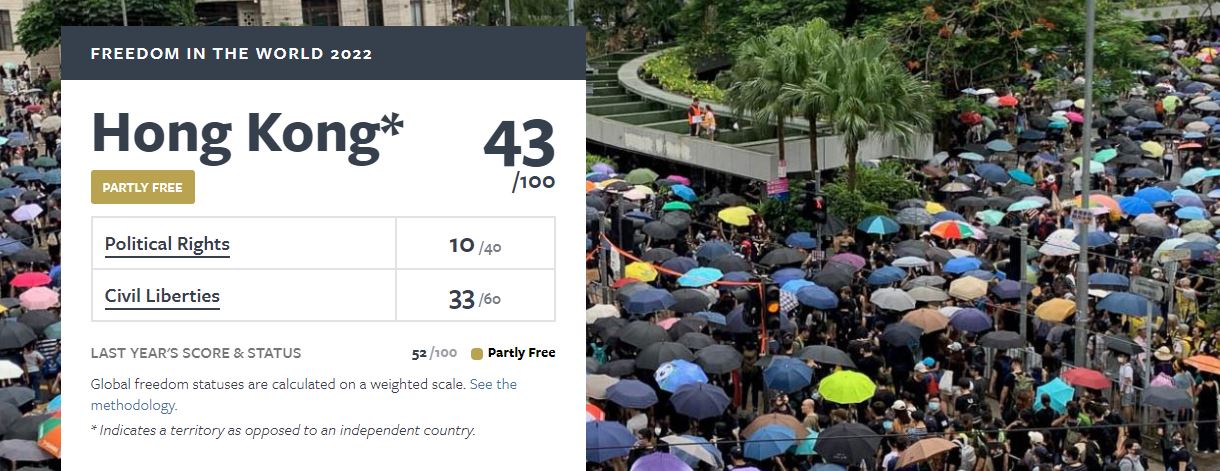 FREEDOM IN THE WORLD 2022
Hong Kong*
43
/100
PARTLY FREE
Political Rights 10 /40
Civil Liberties 33 /60
LAST YEAR'S SCORE & STATUS 52 /100 Partly Free
Global freedom statuses are calculated on a weighted scale. See the
methodology.
* Indicates a territory as opposed to an independent country.